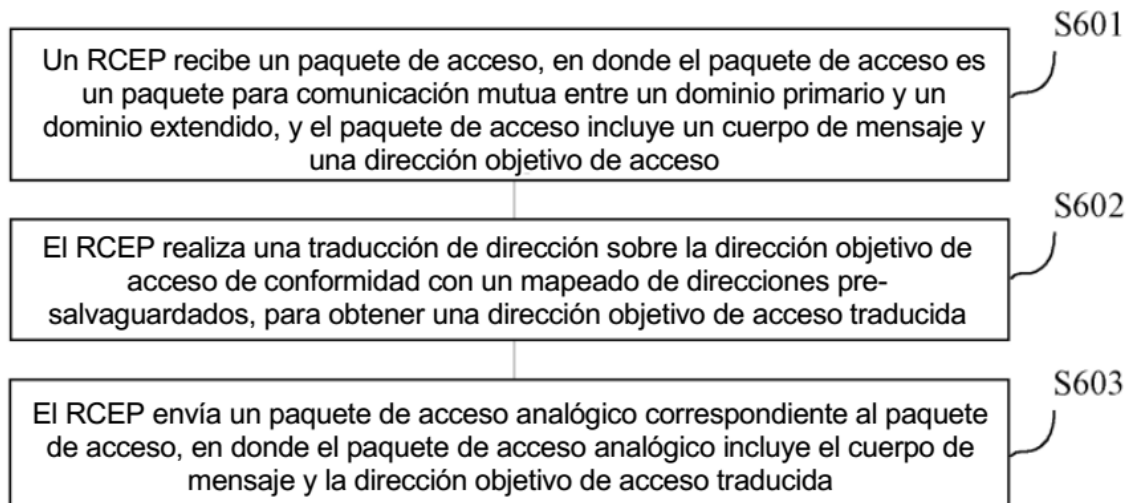 S601
Un RCEP recibe un paquete de acceso, en donde el paquete de acceso es
un paquete para comunicación mutua entre un dominio primario y un
dominio extendido, y el paquete de acceso incluye un cuerpo de mensaje y
una dirección objetivo de acceso
S602
El RCEP realiza una traducción de dirección sobre la dirección objetivo de
acceso de conformidad con un mapeado de direcciones pre-
salvaguardados, para obtener una dirección objetivo de acceso traducida
S603
El RCEP envía un paquete de acceso analógico correspondiente al paquete
de acceso, en donde el paquete de acceso analógico incluye el cuerpo de
mensaje y la dirección objetivo de acceso traducida